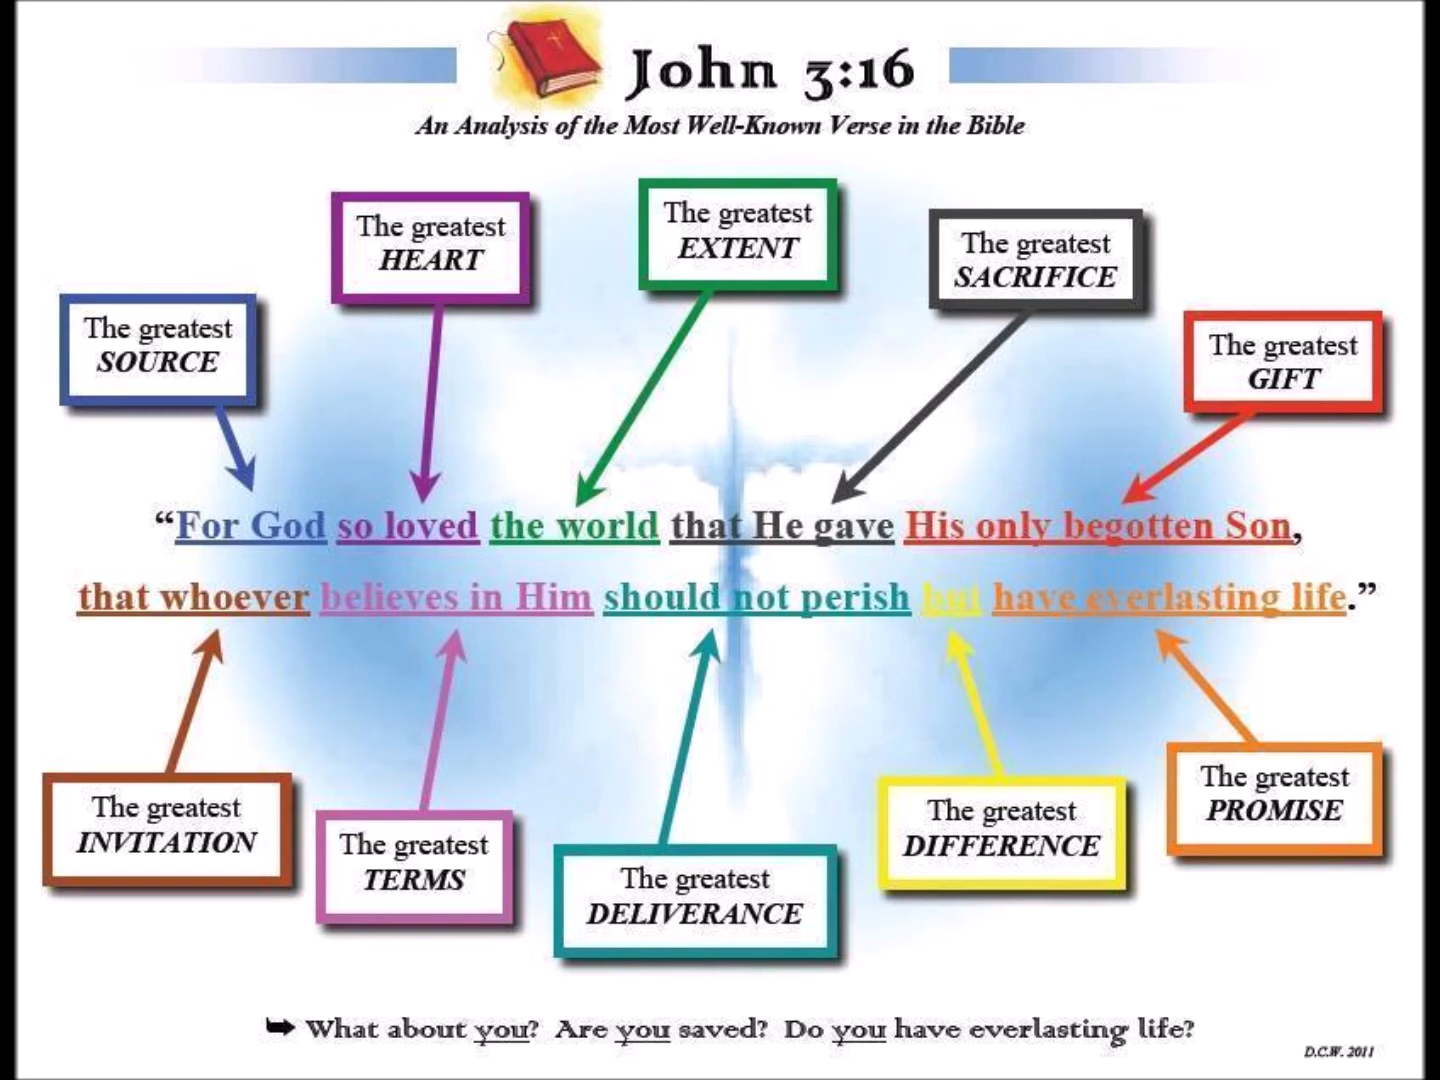 John 3:16
An Analysis of the Most Well-Known Verse in the Bible
The greatest
SOURCE
The greatest
HEART
The greatest
EXTENT
The greatest
SACRIFICE
The greatest
GIFT
“For God so loved the world that He gave His only begotten Son,
that whoever believes in Him should not perish but have everlasting life.”
The greatest
INVITATION
The greatest
TERMS
The greatest
DELIVERANCE
The greatest
DIFFERENCE
The greatest
PROMISE
➥ What about you? Are you saved? Do you have everlasting life?
D.C.W. 2011